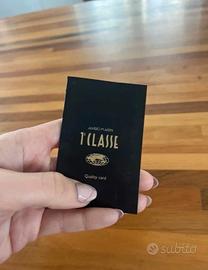 ALVIERO MARTINI
1ª CLASSE
Quality card
subito